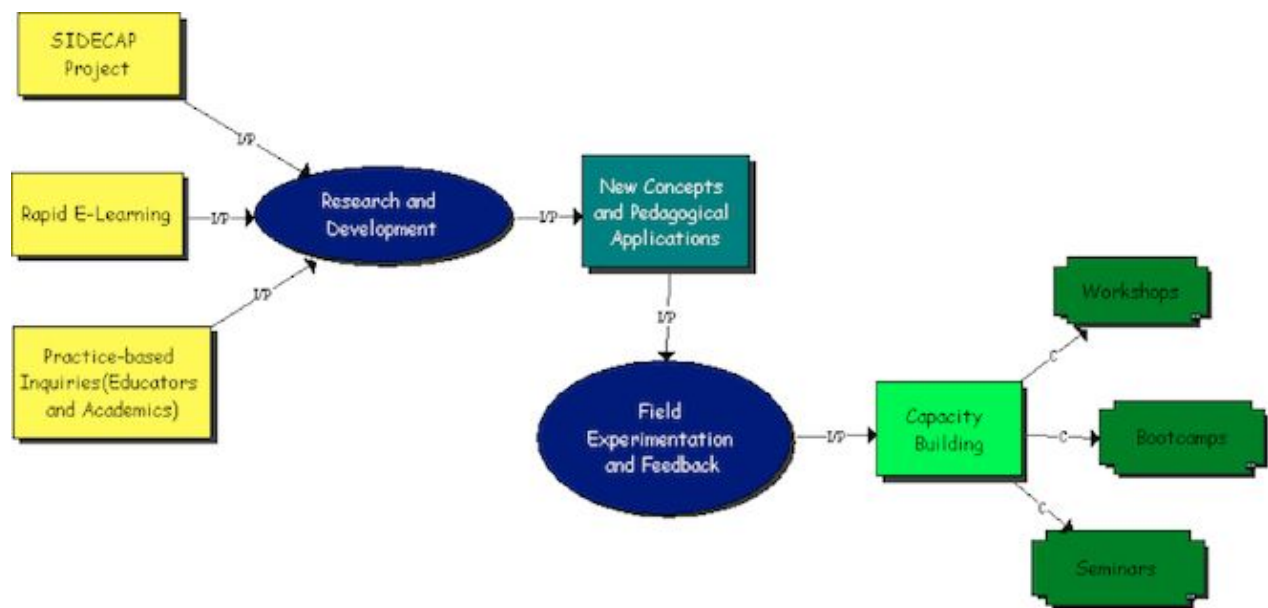 SIDECAP
Project
I/P
Rapid E-Learning
I/P
Practice-based
Inquiries(Educators
and Academics)
I/P
Research and
Development
I/P
New Concepts
and Pedagogical
Applications
I/P
Field
Experimentation
and Feedback
I/P
Capacity
Building
C
Workshops
C
Bootcamps
C
Seminars